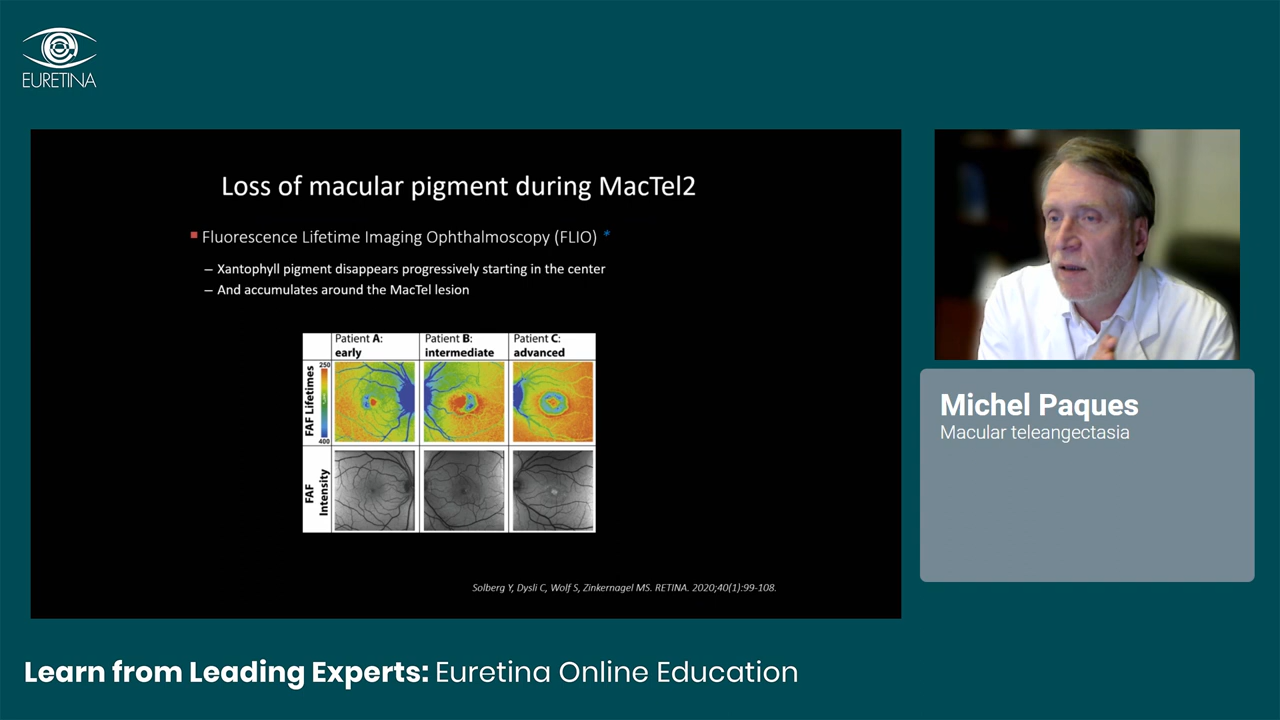 EURETINA
Loss of macular pigment during MacTel2
Fluorescence Lifetime Imaging Ophthalmoscopy (FLIO) *
– Xantophyll pigment disappears progressively starting in the center
– And accumulates around the MacTel lesion
Patient A: early
Patient B: intermediate
Patient C: advanced
FAF Lifetimes
250
400
FAF Intensity
Solberg Y, Dysli C, Wolf S, Zinkernagel MS. RETINA. 2020;40(1):99-108.
Michel Paques
Macular teleangectasia
Learn from Leading Experts: Euretina Online Education